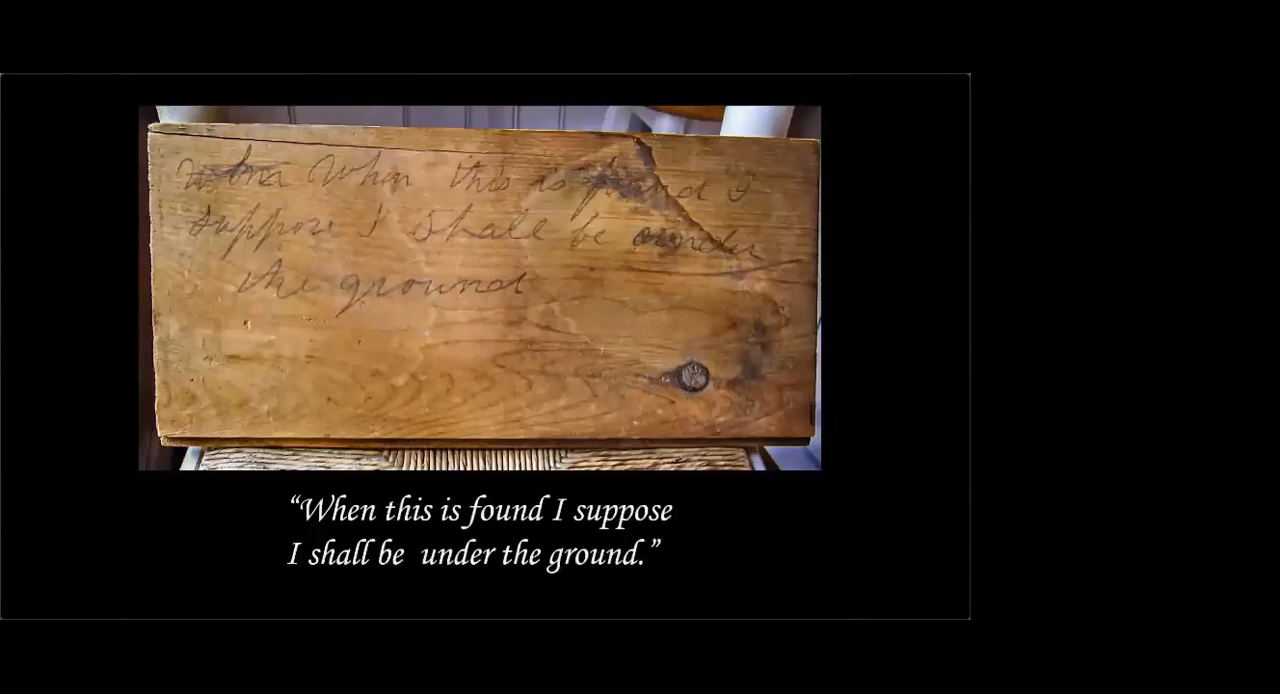 When this is found I
suppose I shall be under
the ground
“When this is found I suppose
I shall be under the ground.”